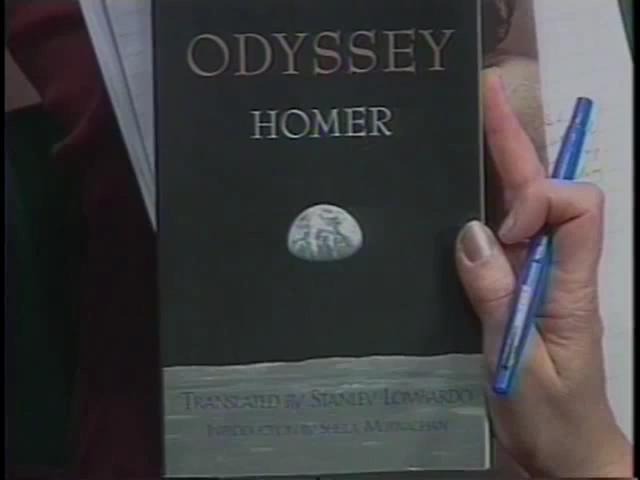 ODYSSEY
HOMER
TRANSLATED BY STANLEY LOMBARDO
INTRODUCTION BY SHEILA MURNAGHAN